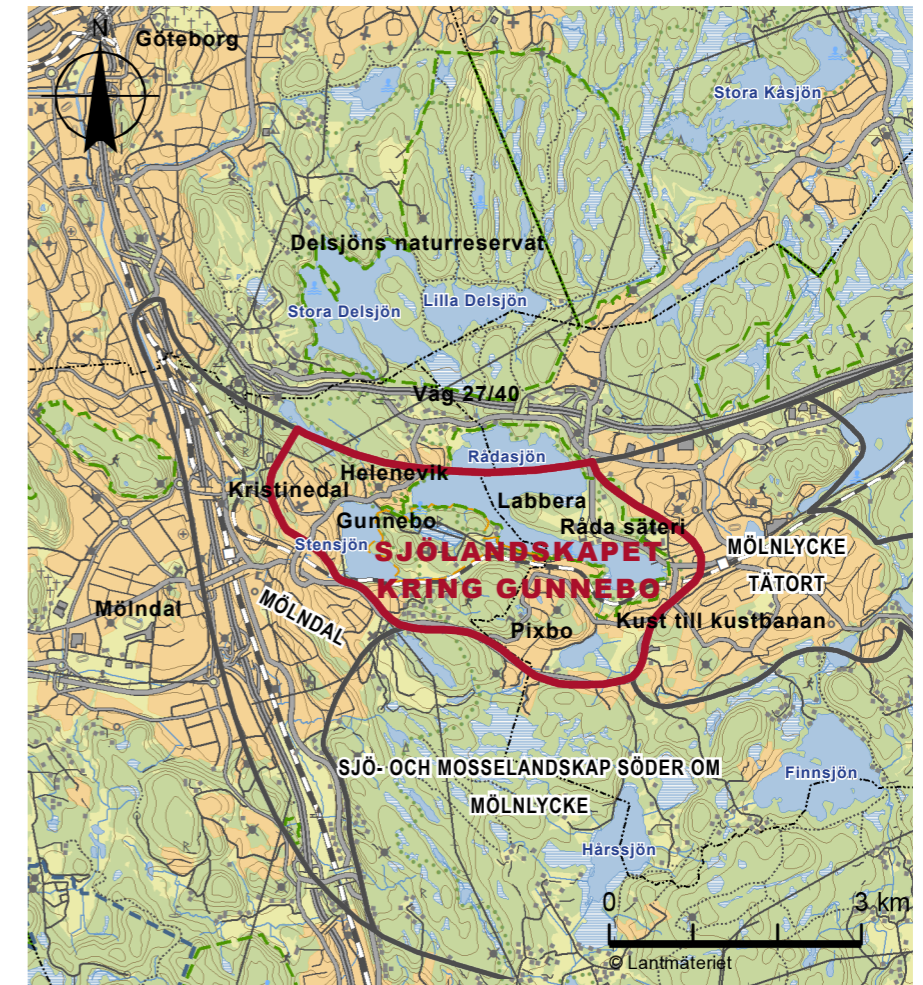 N
Göteborg
Stora Kåsjön
Delsjöns naturreservat
Lilla Delsjön
Stora Delsjön
Väg 27/40
Rådasjön
Helenevik
Kristinedal
Labbera
Gunnebo
Råda säteri
Stensjön
SJÖLANDSKAPET
KRING GUNNEBO
MÖLNLYCKE
TÄTORT
Mölndal
MÖLNDAL
Pixbo
Kust till kustbanan
SJÖ- OCH MOSSELANDSKAP SÖDER OM
MÖLNLYCKE
Finnsjön
Hårssjön
0 3 km
© Lantmäteriet